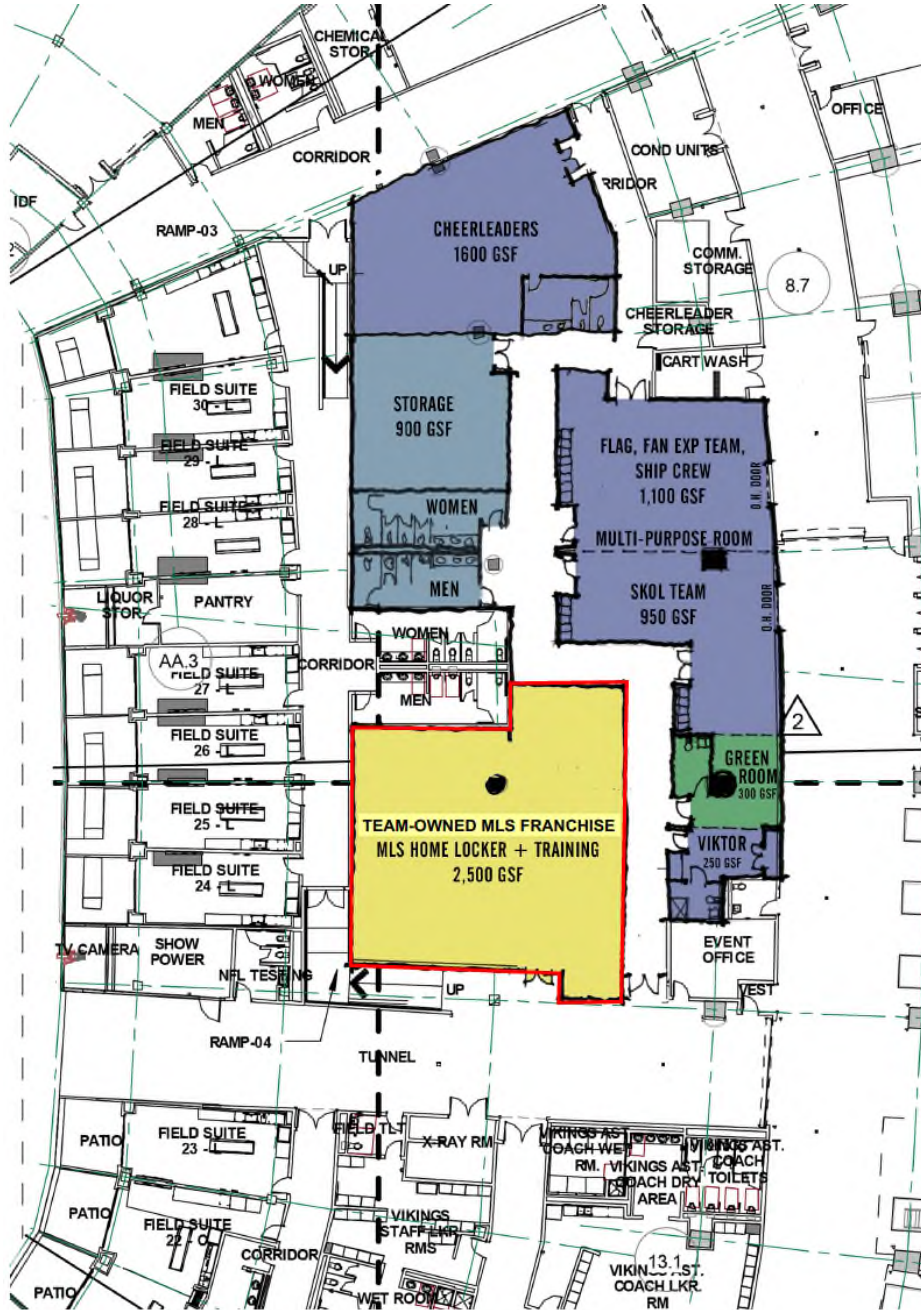 CHEMICAL
STOR.
WOMEN
MEN
OFFICE
CORRIDOR
COND UNITS
IDF
RRIDOR
RAMP-03
CHEERLEADERS
1600 GSF
UP
COMM.
STORAGE
8.7
CHEERLEADER
STORAGE
CART WASH
FIELD SUITE
30 - L
STORAGE
900 GSF
FLAG, FAN EXP TEAM,
SHIP CREW
1,100 GSF
O.H. DOOR
FIELD SUITE
29 - L
FIELD SUITE
28 - L
WOMEN
MULTI-PURPOSE ROOM
MEN
SKOL TEAM
950 GSF
O.H. DOOR
LIQUOR
STOR.
PANTRY
WOMEN
AA.3
CORRIDOR
FIELD SUITE
27 - L
MEN
2
FIELD SUITE
26 - L
GREEN
ROOM
300 GSF
FIELD SUITE
25 - L
TEAM-OWNED MLS FRANCHISE
MLS HOME LOCKER + TRAINING
2,500 GSF
VIKTOR
250 GSF
FIELD SUITE
24 - L
TV CAMERA
SHOW
POWER
NFL TESTING
EVENT
OFFICE
UP
VEST
RAMP-04
TUNNEL
PATIO
FIELD SUITE
23 - L
FIELD TLT
X-RAY RM
VIKINGS AST.
COACH WET
RM.
VIKINGS AST.
COACH DRY
AREA
VIKINGS AST.
COACH
TOILETS
PATIO
FIELD SUITE
22 - C
VIKINGS
STAFF LKR
RMS
CORRIDOR
13.1
VIKINGS AST.
COACH LKR.
RM
PATIO
WET ROOM